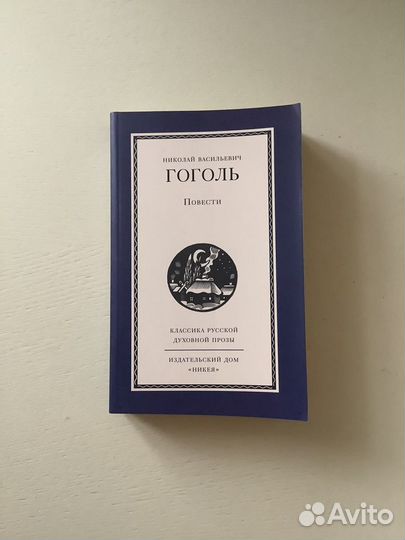 НИКОЛАЙ ВАСИЛЬЕВИЧ
ГОГОЛЬ
ПОВЕСТИ
КЛАССИКА РУССКОЙ
ДУХОВНОЙ ПРОЗЫ
ИЗДАТЕЛЬСКИЙ ДОМ
«НИКЕЯ»
Avito